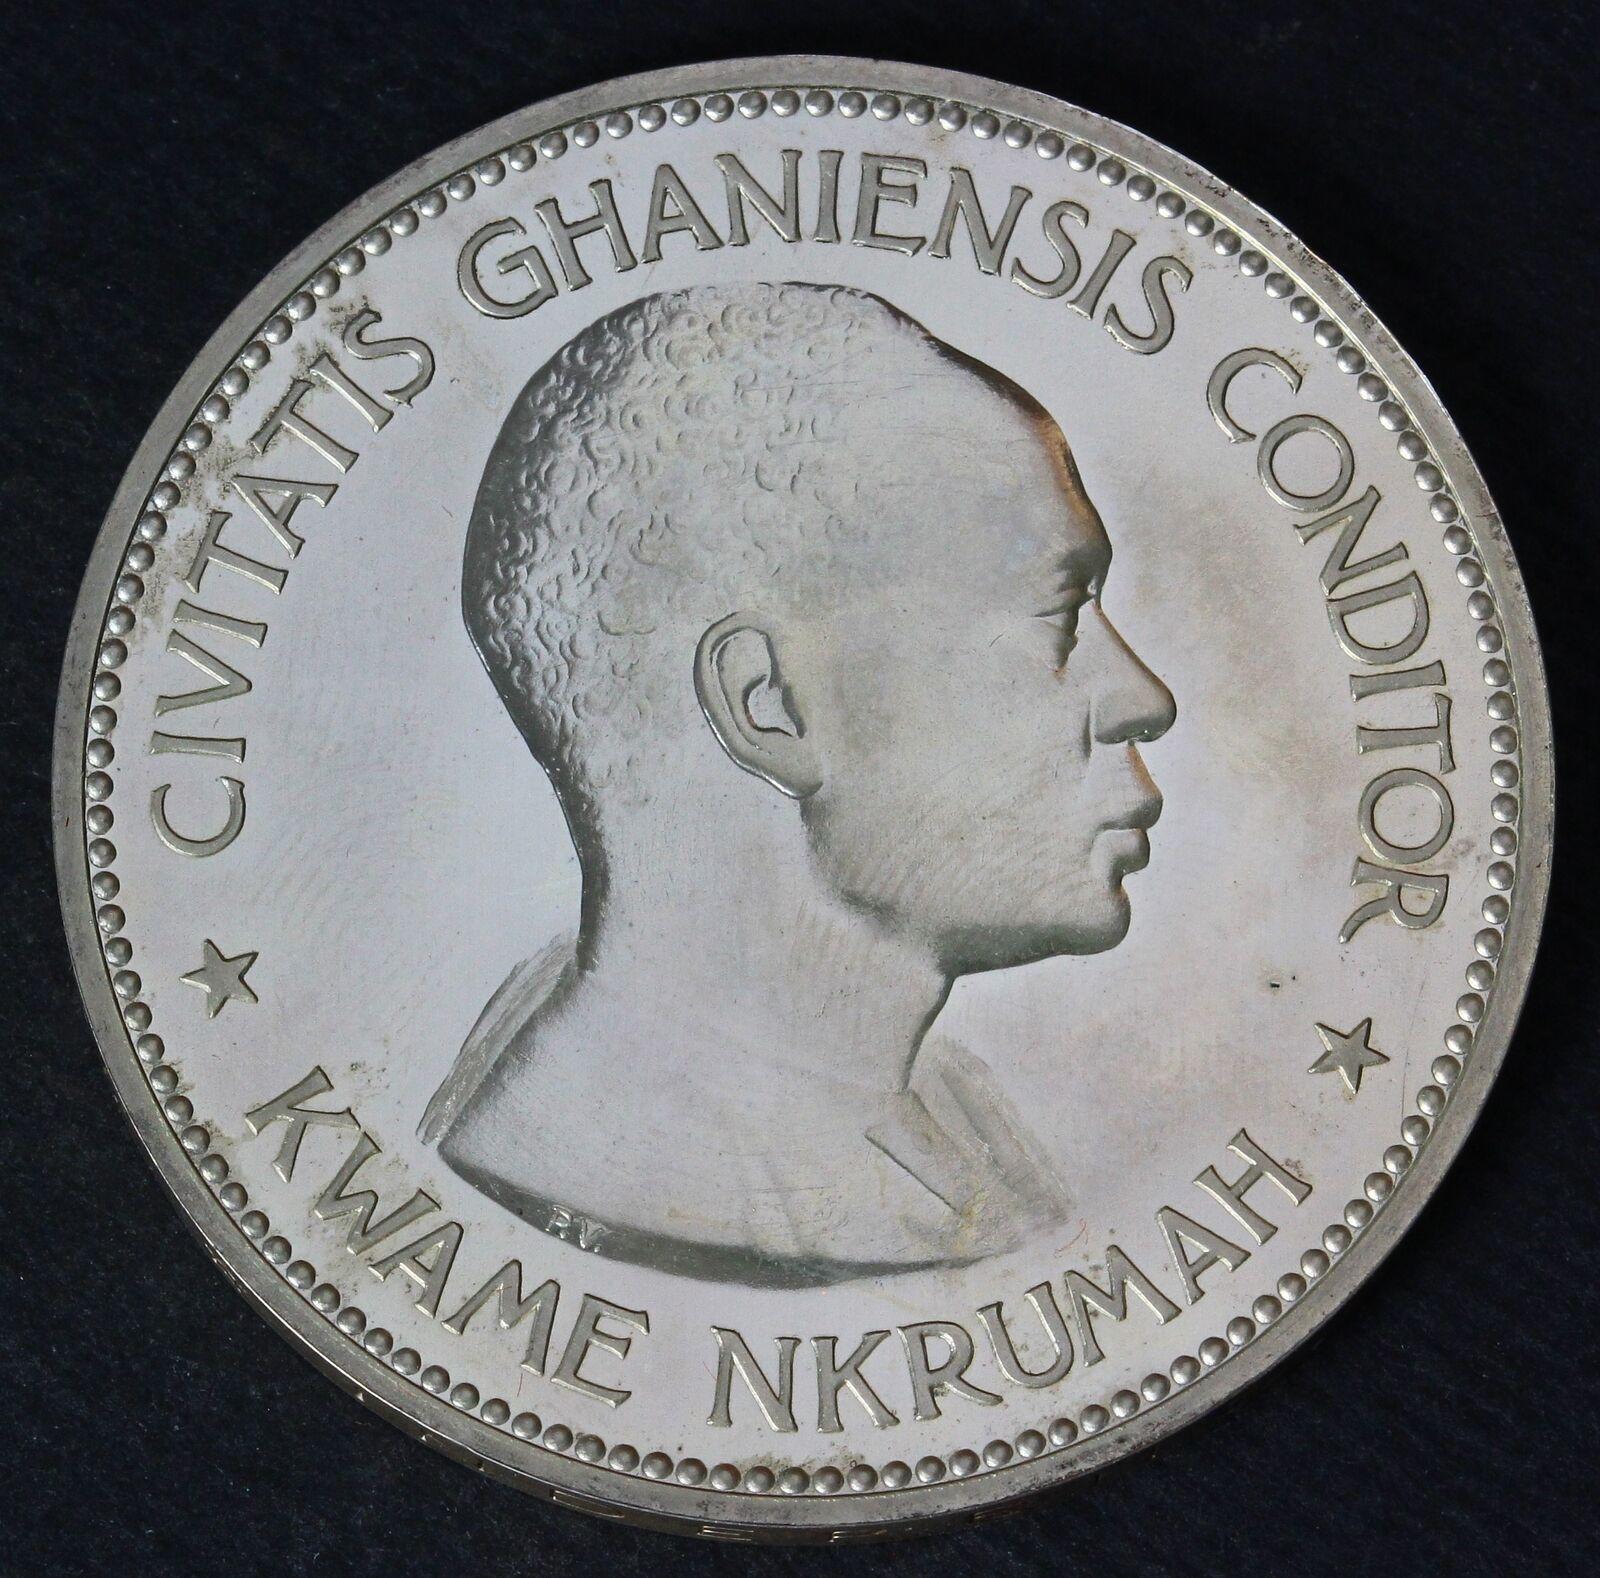 CIVITATIS GHANIENSIS CONDITOR
KWAME NKRUMAH
P.V.